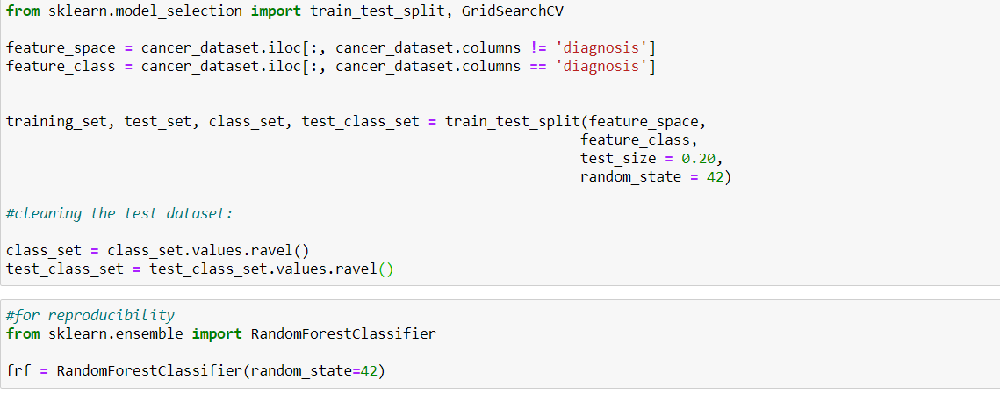 from sklearn.model_selection import train_test_split, GridSearchCV
feature_space = cancer_dataset.iloc[:, cancer_dataset.columns != 'diagnosis']
feature_class = cancer_dataset.iloc[:, cancer_dataset.columns == 'diagnosis']
training_set, test_set, class_set, test_class_set = train_test_split(feature_space,
feature_class,
test_size = 0.20,
random_state = 42)
#cleaning the test dataset:
class_set = class_set.values.ravel()
test_class_set = test_class_set.values.ravel()
#for reproducibility
from sklearn.ensemble import RandomForestClassifier
frf = RandomForestClassifier(random_state=42)